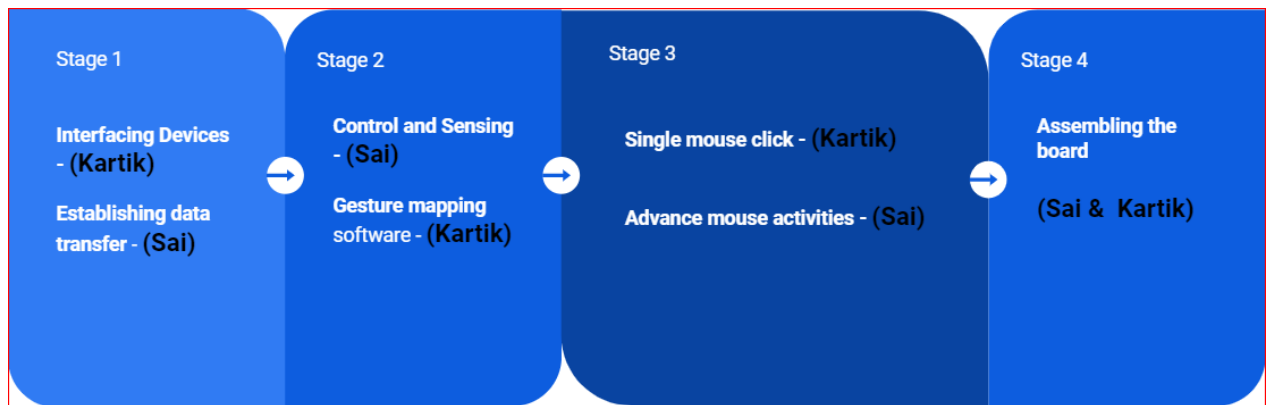 Stage 1
Interfacing Devices
- (Kartik)
Establishing data
transfer - (Sai)
Stage 2
Control and Sensing
- (Sai)
Gesture mapping
software - (Kartik)
Stage 3
Single mouse click - (Kartik)
Advance mouse activities - (Sai)
Stage 4
Assembling the
board
(Sai & Kartik)